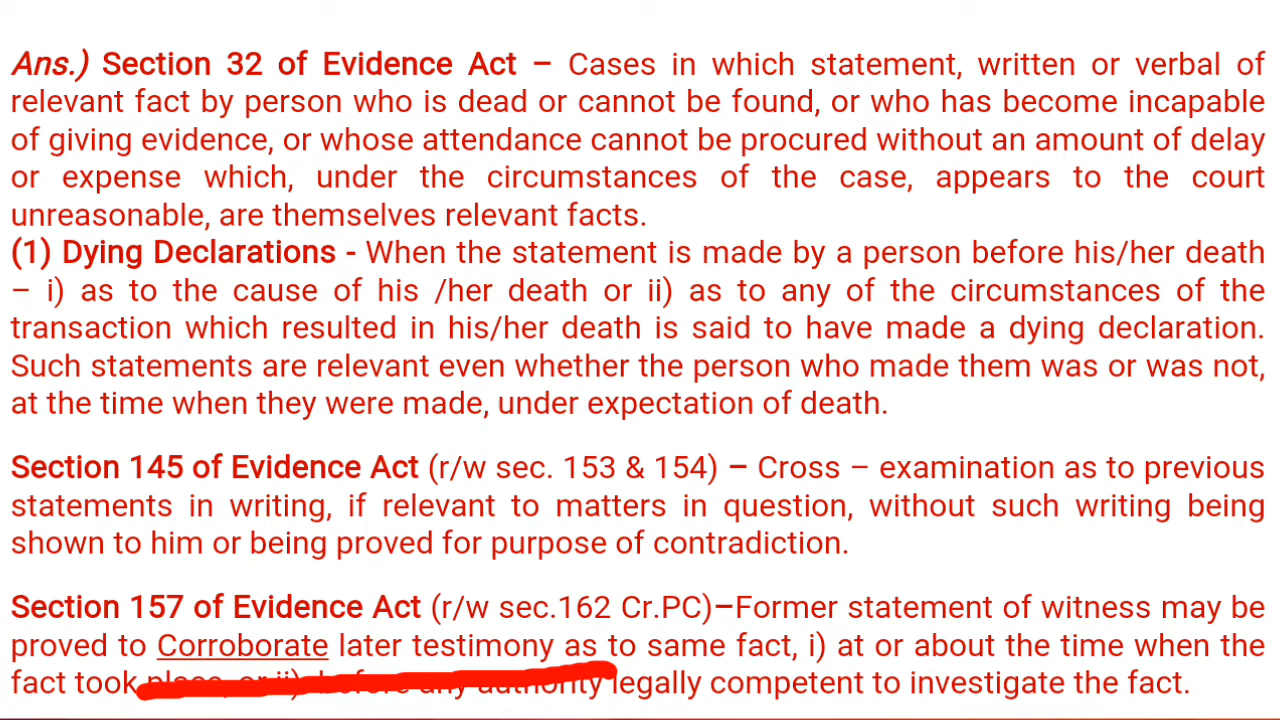 Ans.) Section 32 of Evidence Act – Cases in which statement, written or verbal of
relevant fact by person who is dead or cannot be found, or who has become incapable
of giving evidence, or whose attendance cannot be procured without an amount of delay
or expense which, under the circumstances of the case, appears to the court
unreasonable, are themselves relevant facts.
(1) Dying Declarations - When the statement is made by a person before his/her death
– i) as to the cause of his /her death or ii) as to any of the circumstances of the
transaction which resulted in his/her death is said to have made a dying declaration.
Such statements are relevant even whether the person who made them was or was not,
at the time when they were made, under expectation of death.
Section 145 of Evidence Act (r/w sec. 153 & 154) – Cross – examination as to previous
statements in writing, if relevant to matters in question, without such writing being
shown to him or being proved for purpose of contradiction.
Section 157 of Evidence Act (r/w sec.162 Cr.PC)–Former statement of witness may be
proved to Corroborate later testimony as to same fact, i) at or about the time when the
fact took place, or ii) before any authority legally competent to investigate the fact.